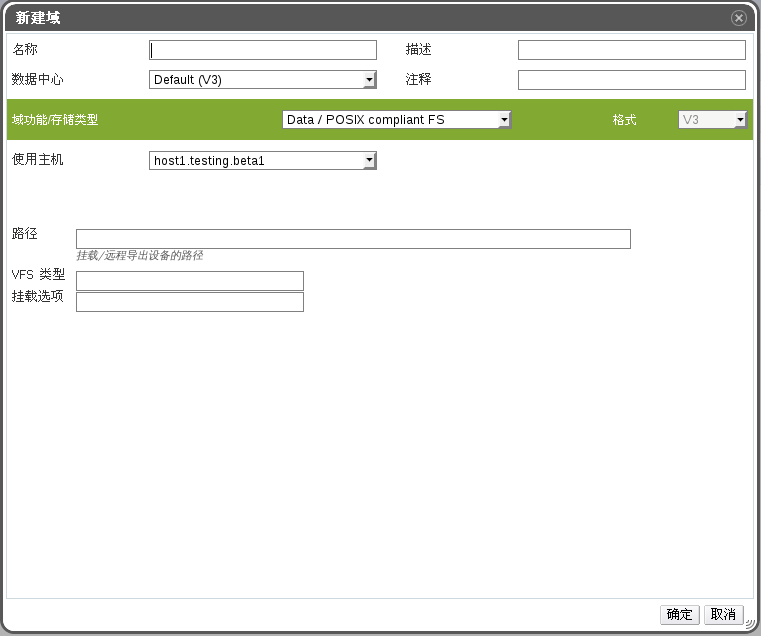 新建域
名称 描述
数据中心 Default (V3) 注释
域功能/存储类型 Data / POSIX compliant FS 格式 V3
使用主机 host1.testing.beta1
路径
挂载/远程导出设备的路径
VFS 类型
挂载选项
确定 取消